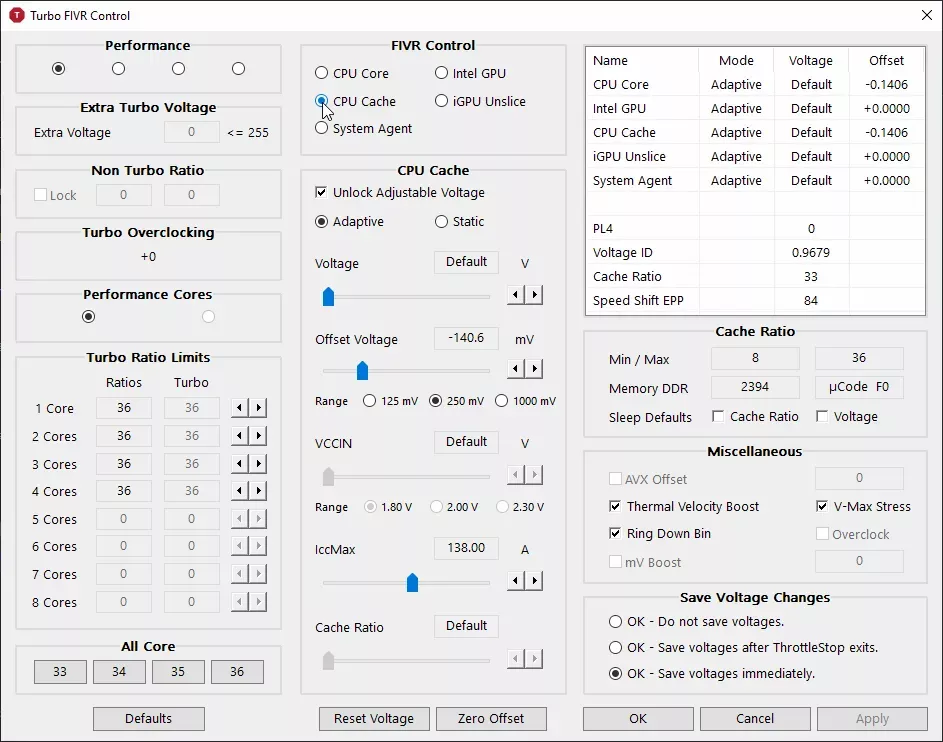 Turbo FIVR Control
Performance
Extra Turbo Voltage
Extra Voltage 0 <= 255
Non Turbo Ratio
Lock 0 0
Turbo Overclocking
+0
Performance Cores
Turbo Ratio Limits
Ratios Turbo
1 Core 36 36
2 Cores 36 36
3 Cores 36 36
4 Cores 36 36
5 Cores 0 0
6 Cores 0 0
7 Cores 0 0
8 Cores 0 0
All Core
33 34 35 36
Defaults
FIVR Control
CPU Core Intel GPU
CPU Cache iGPU Unslice
System Agent
CPU Cache
Unlock Adjustable Voltage
Adaptive Static
Voltage Default V
Offset Voltage -140.6 mV
Range 125 mV 250 mV 1000 mV
VCCIN Default V
Range 1.80 V 2.00 V 2.30 V
IccMax 138.00 A
Cache Ratio Default
Reset Voltage Zero Offset
Name Mode Voltage Offset
CPU Core Adaptive Default -0.1406
Intel GPU Adaptive Default +0.0000
CPU Cache Adaptive Default -0.1406
iGPU Unslice Adaptive Default +0.0000
System Agent Adaptive Default +0.0000
PL4 0
Voltage ID 0.9679
Cache Ratio 33
Speed Shift EPP 84
Cache Ratio
Min / Max 8 36
Memory DDR 2394 µCode F0
Sleep Defaults Cache Ratio Voltage
Miscellaneous
AVX Offset 0
Thermal Velocity Boost V-Max Stress
Ring Down Bin Overclock
mV Boost 0
Save Voltage Changes
OK - Do not save voltages.
OK - Save voltages after ThrottleStop exits.
OK - Save voltages immediately.
OK Cancel Apply